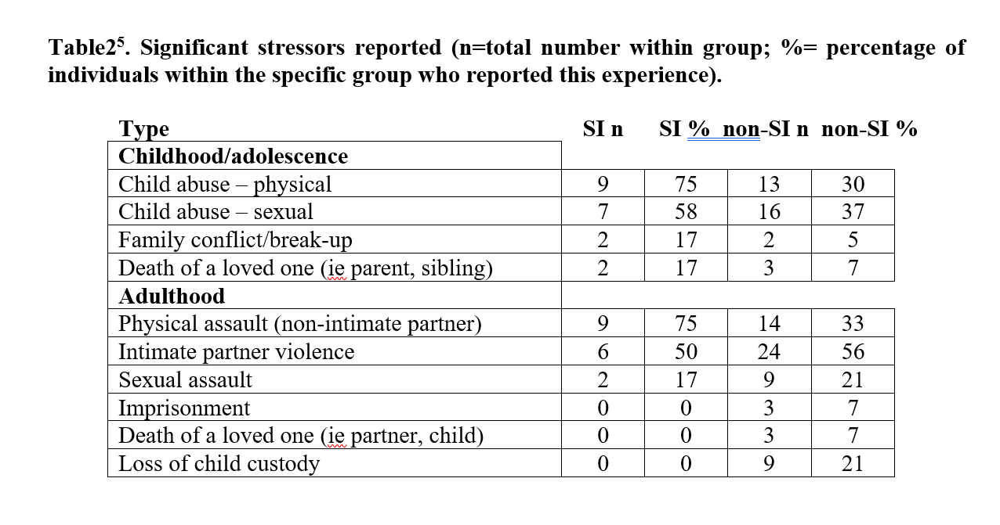 Table2⁵. Significant stressors reported (n=total number within group; %= percentage of
individuals within the specific group who reported this experience).
Type SI n SI % non-SI n non-SI %
Childhood/adolescence
Child abuse – physical 9 75 13 30
Child abuse – sexual 7 58 16 37
Family conflict/break-up 2 17 2 5
Death of a loved one (ie parent, sibling) 2 17 3 7
Adulthood
Physical assault (non-intimate partner) 9 75 14 33
Intimate partner violence 6 50 24 56
Sexual assault 2 17 9 21
Imprisonment 0 0 3 7
Death of a loved one (ie partner, child) 0 0 3 7
Loss of child custody 0 0 9 21